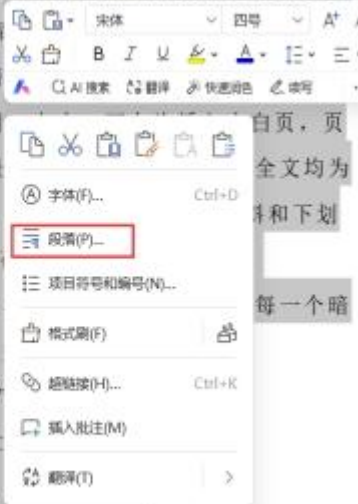 宋体 四号 A⁺
B I U A
AI 搜索 翻译 快速润色 续写
白页，页
全文均为
字体(F)... Ctrl+D
斜和下划
段落(P)...
项目符号和编号(N)...
每一个暗
格式刷(F)
超链接(H)... Ctrl+K
插入批注(M)
翻译(T)